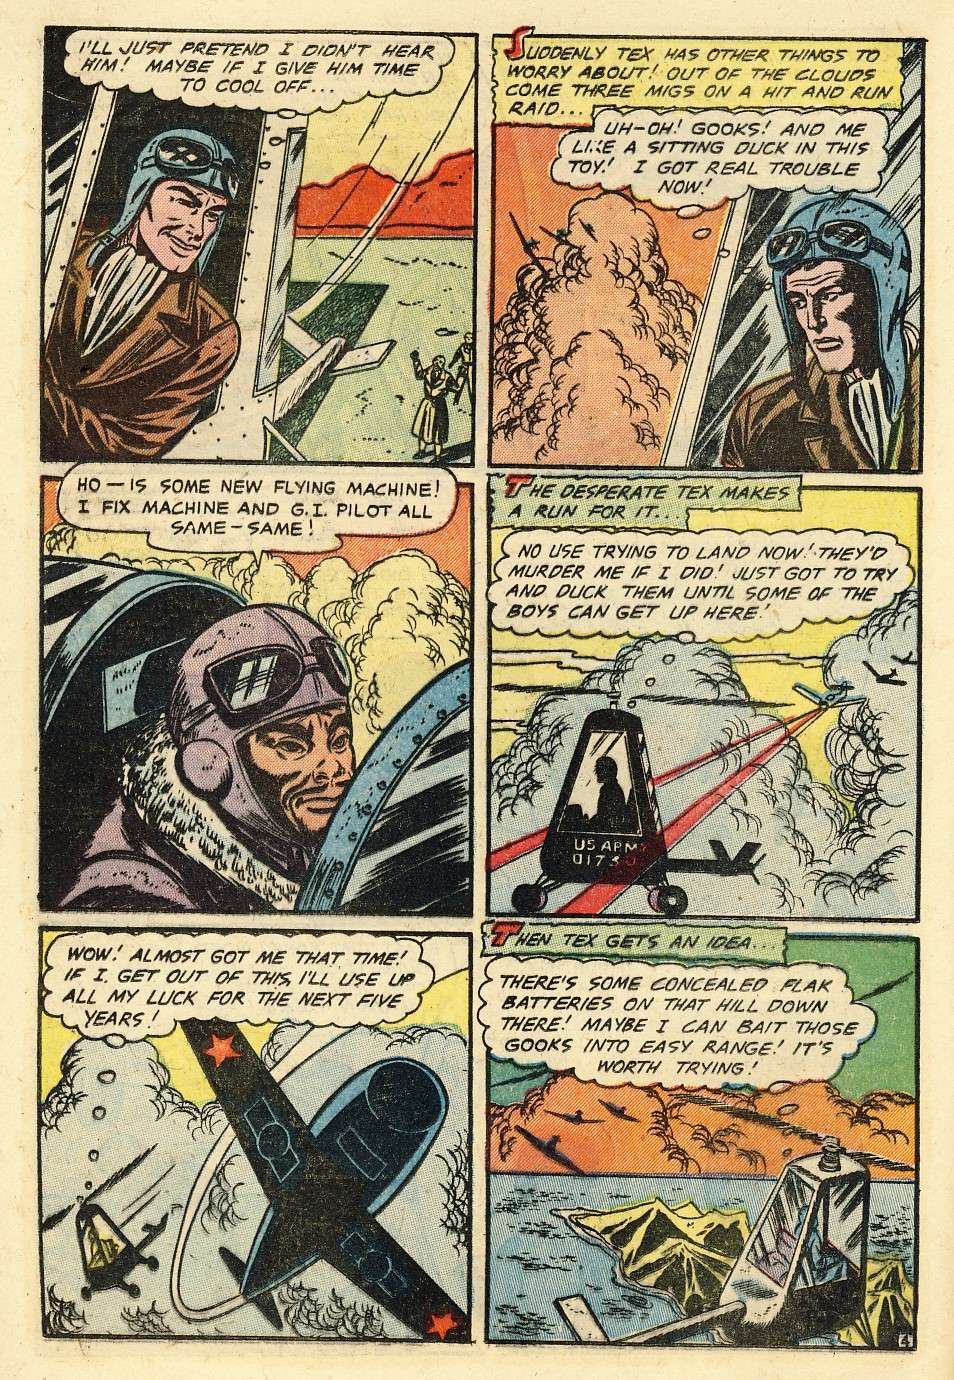 I'LL JUST PRETEND I DIDN'T HEAR
HIM! MAYBE IF I GIVE HIM TIME
TO COOL OFF...
SUDDENLY TEX HAS OTHER THINGS TO
WORRY ABOUT! OUT OF THE CLOUDS
COME THREE MIGS ON A HIT AND RUN
RAID...
UH-OH! GOOKS! AND ME
LIKE A SITTING DUCK IN THIS
TOY! I GOT REAL TROUBLE
NOW!
HO-IS SOME NEW FLYING MACHINE!
I FIX MACHINE AND G.I. PILOT ALL
SAME-SAME!
THE DESPERATE TEX MAKES
A RUN FOR IT...
NO USE TRYING TO LAND NOW! THEY'D
MURDER ME IF I DID! JUST GOT TO TRY
AND DUCK THEM UNTIL SOME OF THE
BOYS CAN GET UP HERE!
US ARMY
WOW! ALMOST GOT ME THAT TIME!
IF I GET OUT OF THIS, I'LL USE UP
ALL MY LUCK FOR THE NEXT FIVE
YEARS!
THEN TEX GETS AN IDEA...
THERE'S SOME CONCEALED FLAK
BATTERIES ON THAT HILL DOWN
THERE! MAYBE I CAN BAIT THOSE
GOOKS INTO EASY RANGE! IT'S
WORTH TRYING!
4